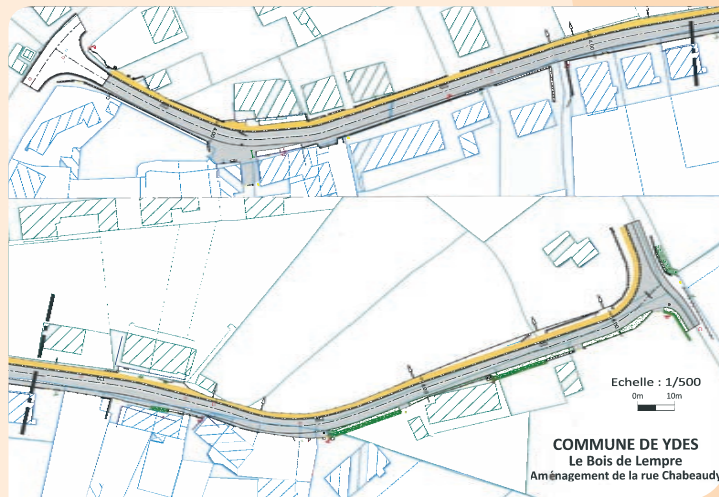 Echelle : 1/500
0m 10m
COMMUNE DE YDES
Le Bois de Lempre
Aménagement de la rue Chabeaudy